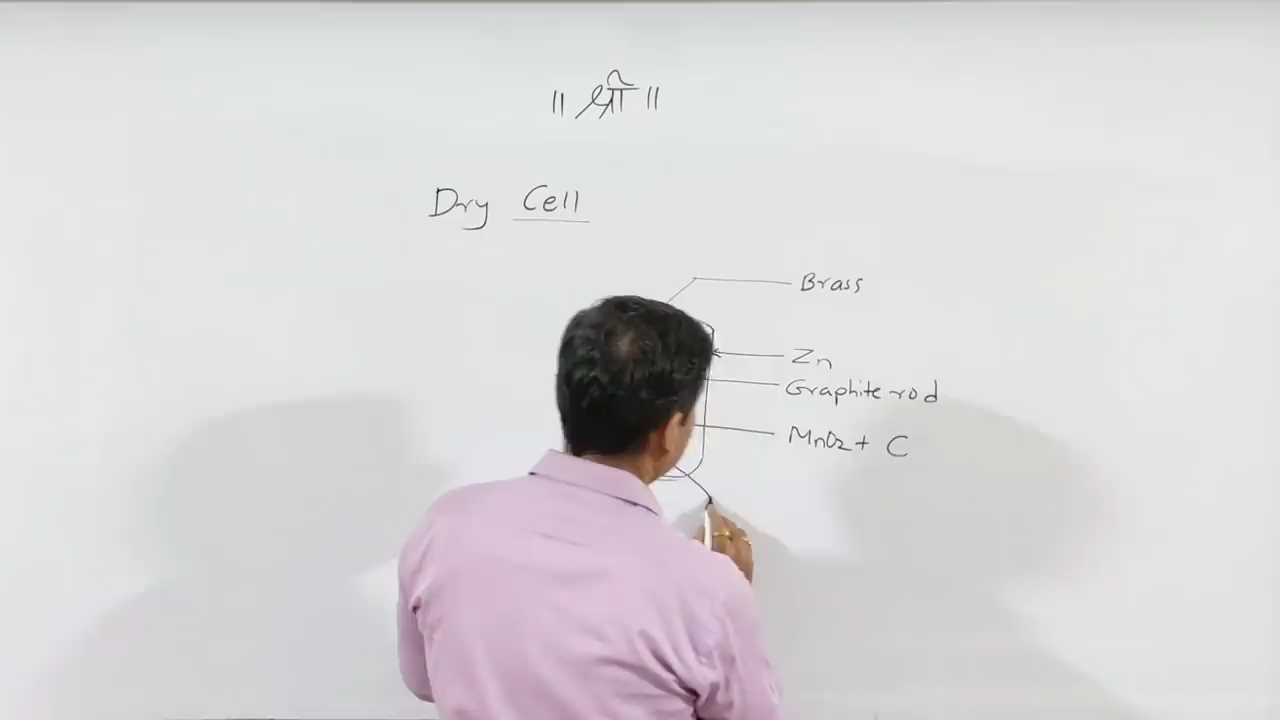 ॥ श्री ॥
Dry Cell
Brass
Zn
Graphite rod
MnO₂ + C